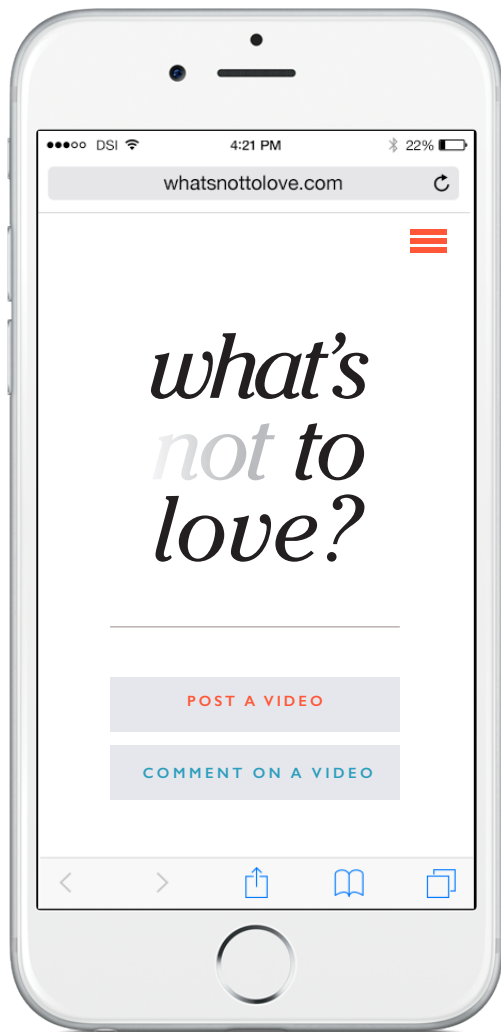 DSI 4:21 PM 22%
whatsnottolove.com
what's
not to
love?
POST A VIDEO
COMMENT ON A VIDEO